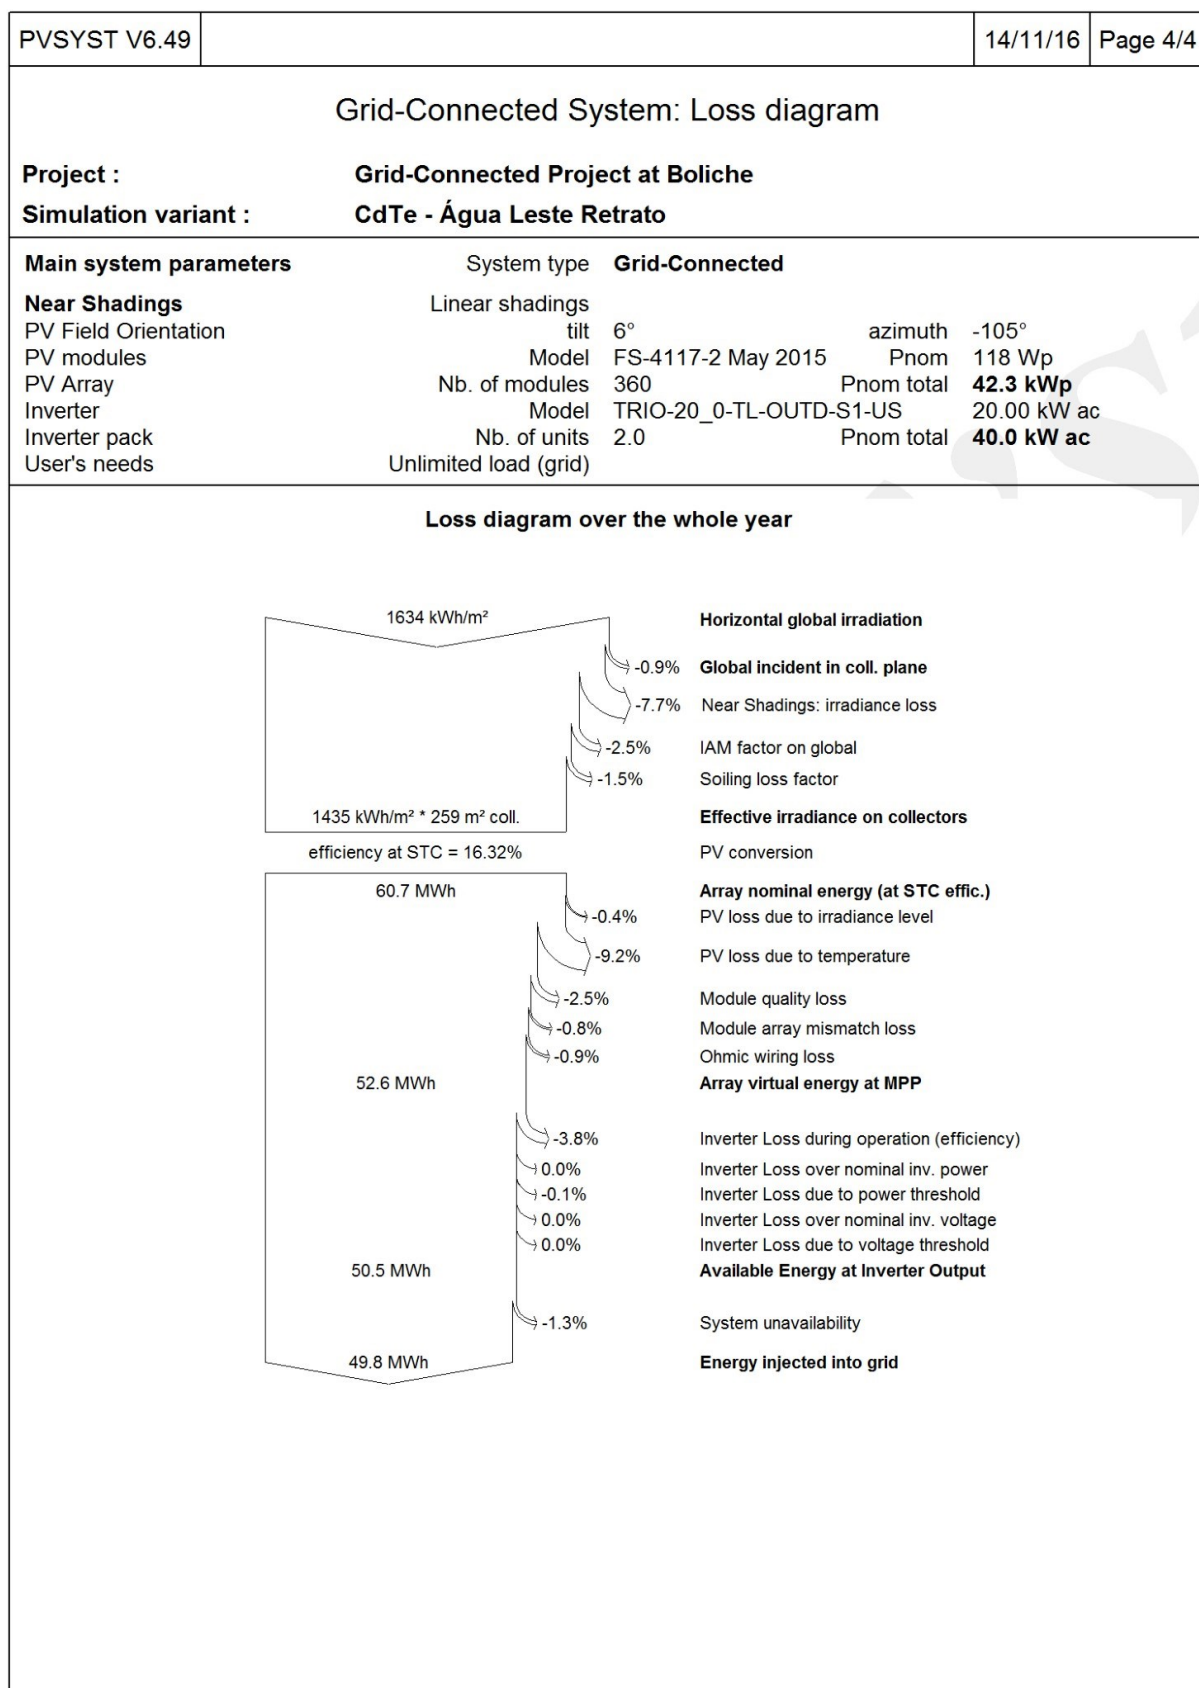 PVSYST V6.49 14/11/16 Page 4/4
Grid-Connected System: Loss diagram
Project : Grid-Connected Project at Boliche
Simulation variant : CdTe - Água Leste Retrato
Main system parameters System type Grid-Connected
Near Shadings Linear shadings
PV Field Orientation tilt 6° azimuth -105°
PV modules Model FS-4117-2 May 2015 Pnom 118 Wp
PV Array Nb. of modules 360 Pnom total 42.3 kWp
Inverter Model TRIO-20_0-TL-OUTD-S1-US 20.00 kW ac
Inverter pack Nb. of units 2.0 Pnom total 40.0 kW ac
User's needs Unlimited load (grid)
Loss diagram over the whole year
1634 kWh/m² Horizontal global irradiation
-0.9% Global incident in coll. plane
-7.7% Near Shadings: irradiance loss
-2.5% IAM factor on global
-1.5% Soiling loss factor
1435 kWh/m² * 259 m² coll. Effective irradiance on collectors
efficiency at STC = 16.32% PV conversion
60.7 MWh Array nominal energy (at STC effic.)
-0.4% PV loss due to irradiance level
-9.2% PV loss due to temperature
-2.5% Module quality loss
-0.8% Module array mismatch loss
-0.9% Ohmic wiring loss
52.6 MWh Array virtual energy at MPP
-3.8% Inverter Loss during operation (efficiency)
0.0% Inverter Loss over nominal inv. power
-0.1% Inverter Loss due to power threshold
0.0% Inverter Loss over nominal inv. voltage
0.0% Inverter Loss due to voltage threshold
50.5 MWh Available Energy at Inverter Output
-1.3% System unavailability
49.8 MWh Energy injected into grid